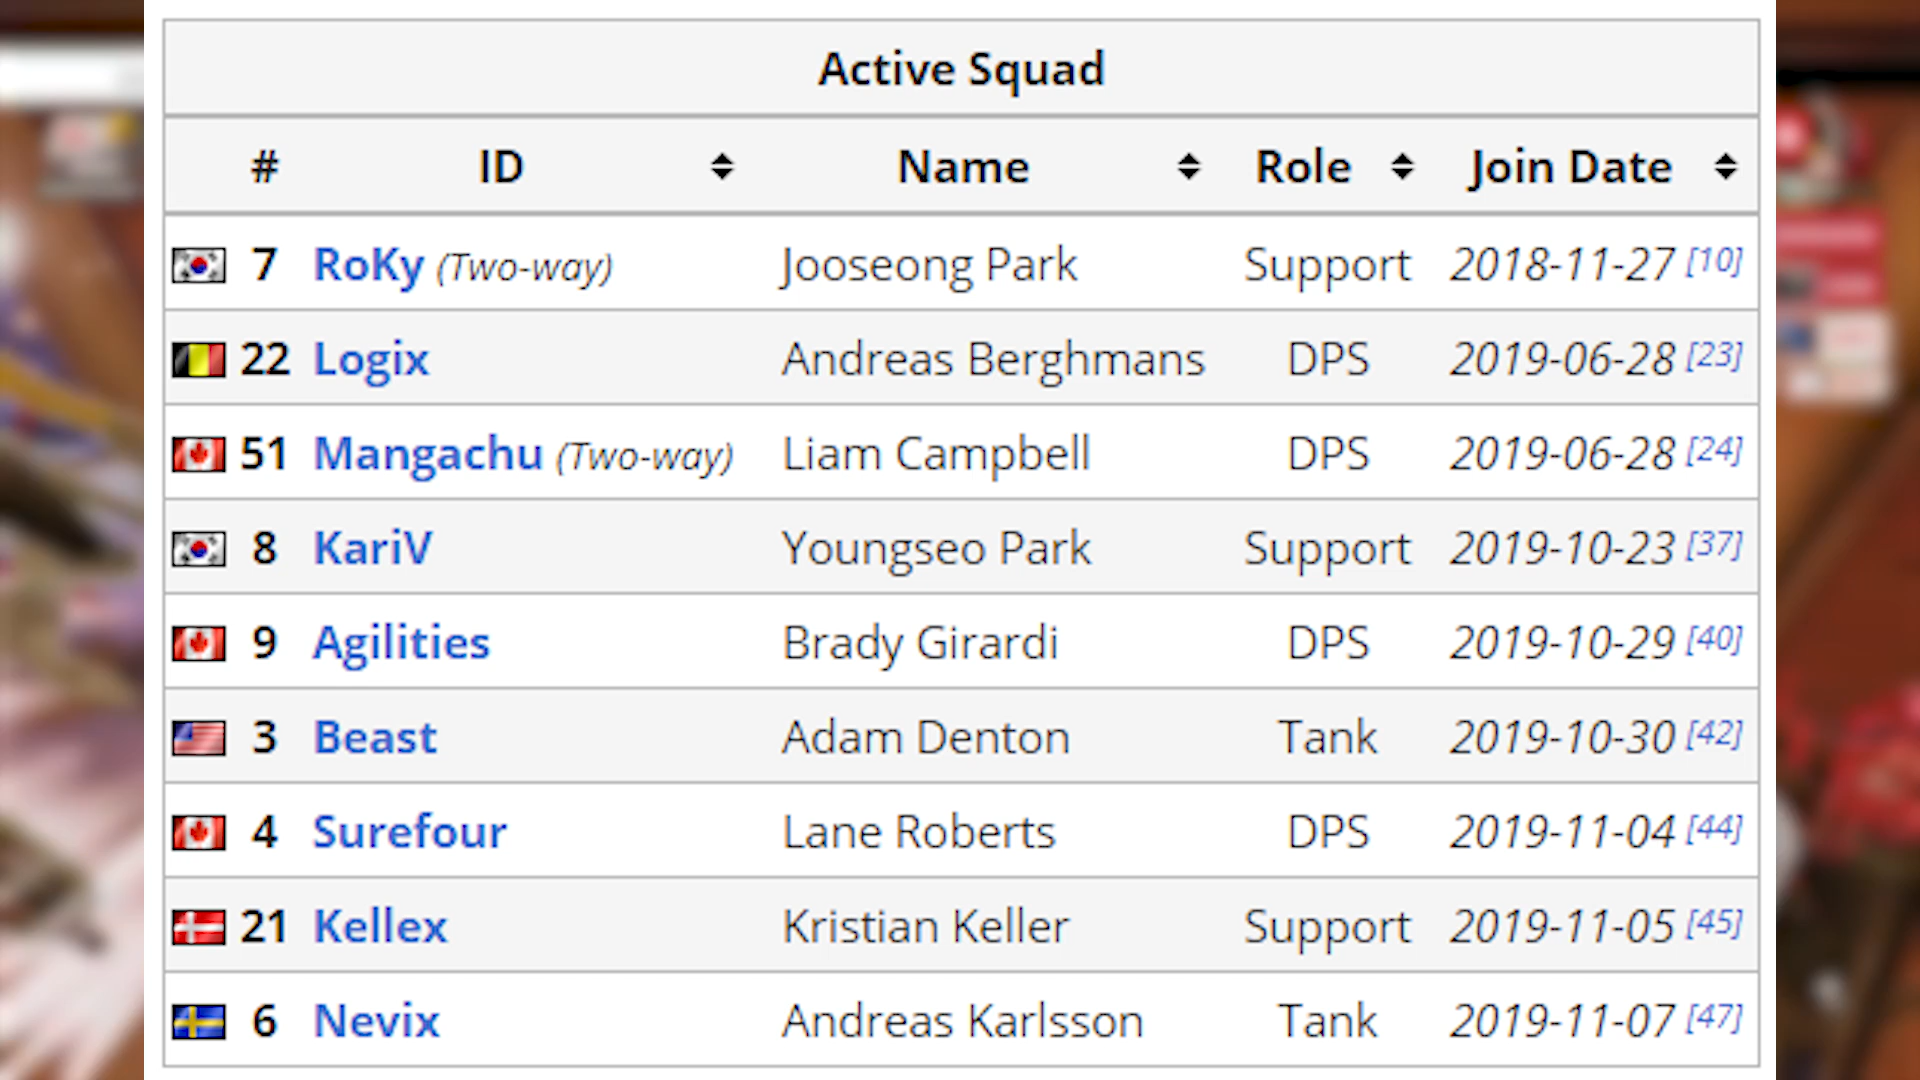 Active Squad
# ID Name Role Join Date
7 RoKy (Two-way) Jooseong Park Support 2018-11-27 [10]
22 Logix Andreas Berghmans DPS 2019-06-28 [23]
51 Mangachu (Two-way) Liam Campbell DPS 2019-06-28 [24]
8 KariV Youngseo Park Support 2019-10-23 [37]
9 Agilities Brady Girardi DPS 2019-10-29 [40]
3 Beast Adam Denton Tank 2019-10-30 [42]
4 Surefour Lane Roberts DPS 2019-11-04 [44]
21 Kellex Kristian Keller Support 2019-11-05 [45]
6 Nevix Andreas Karlsson Tank 2019-11-07 [47]